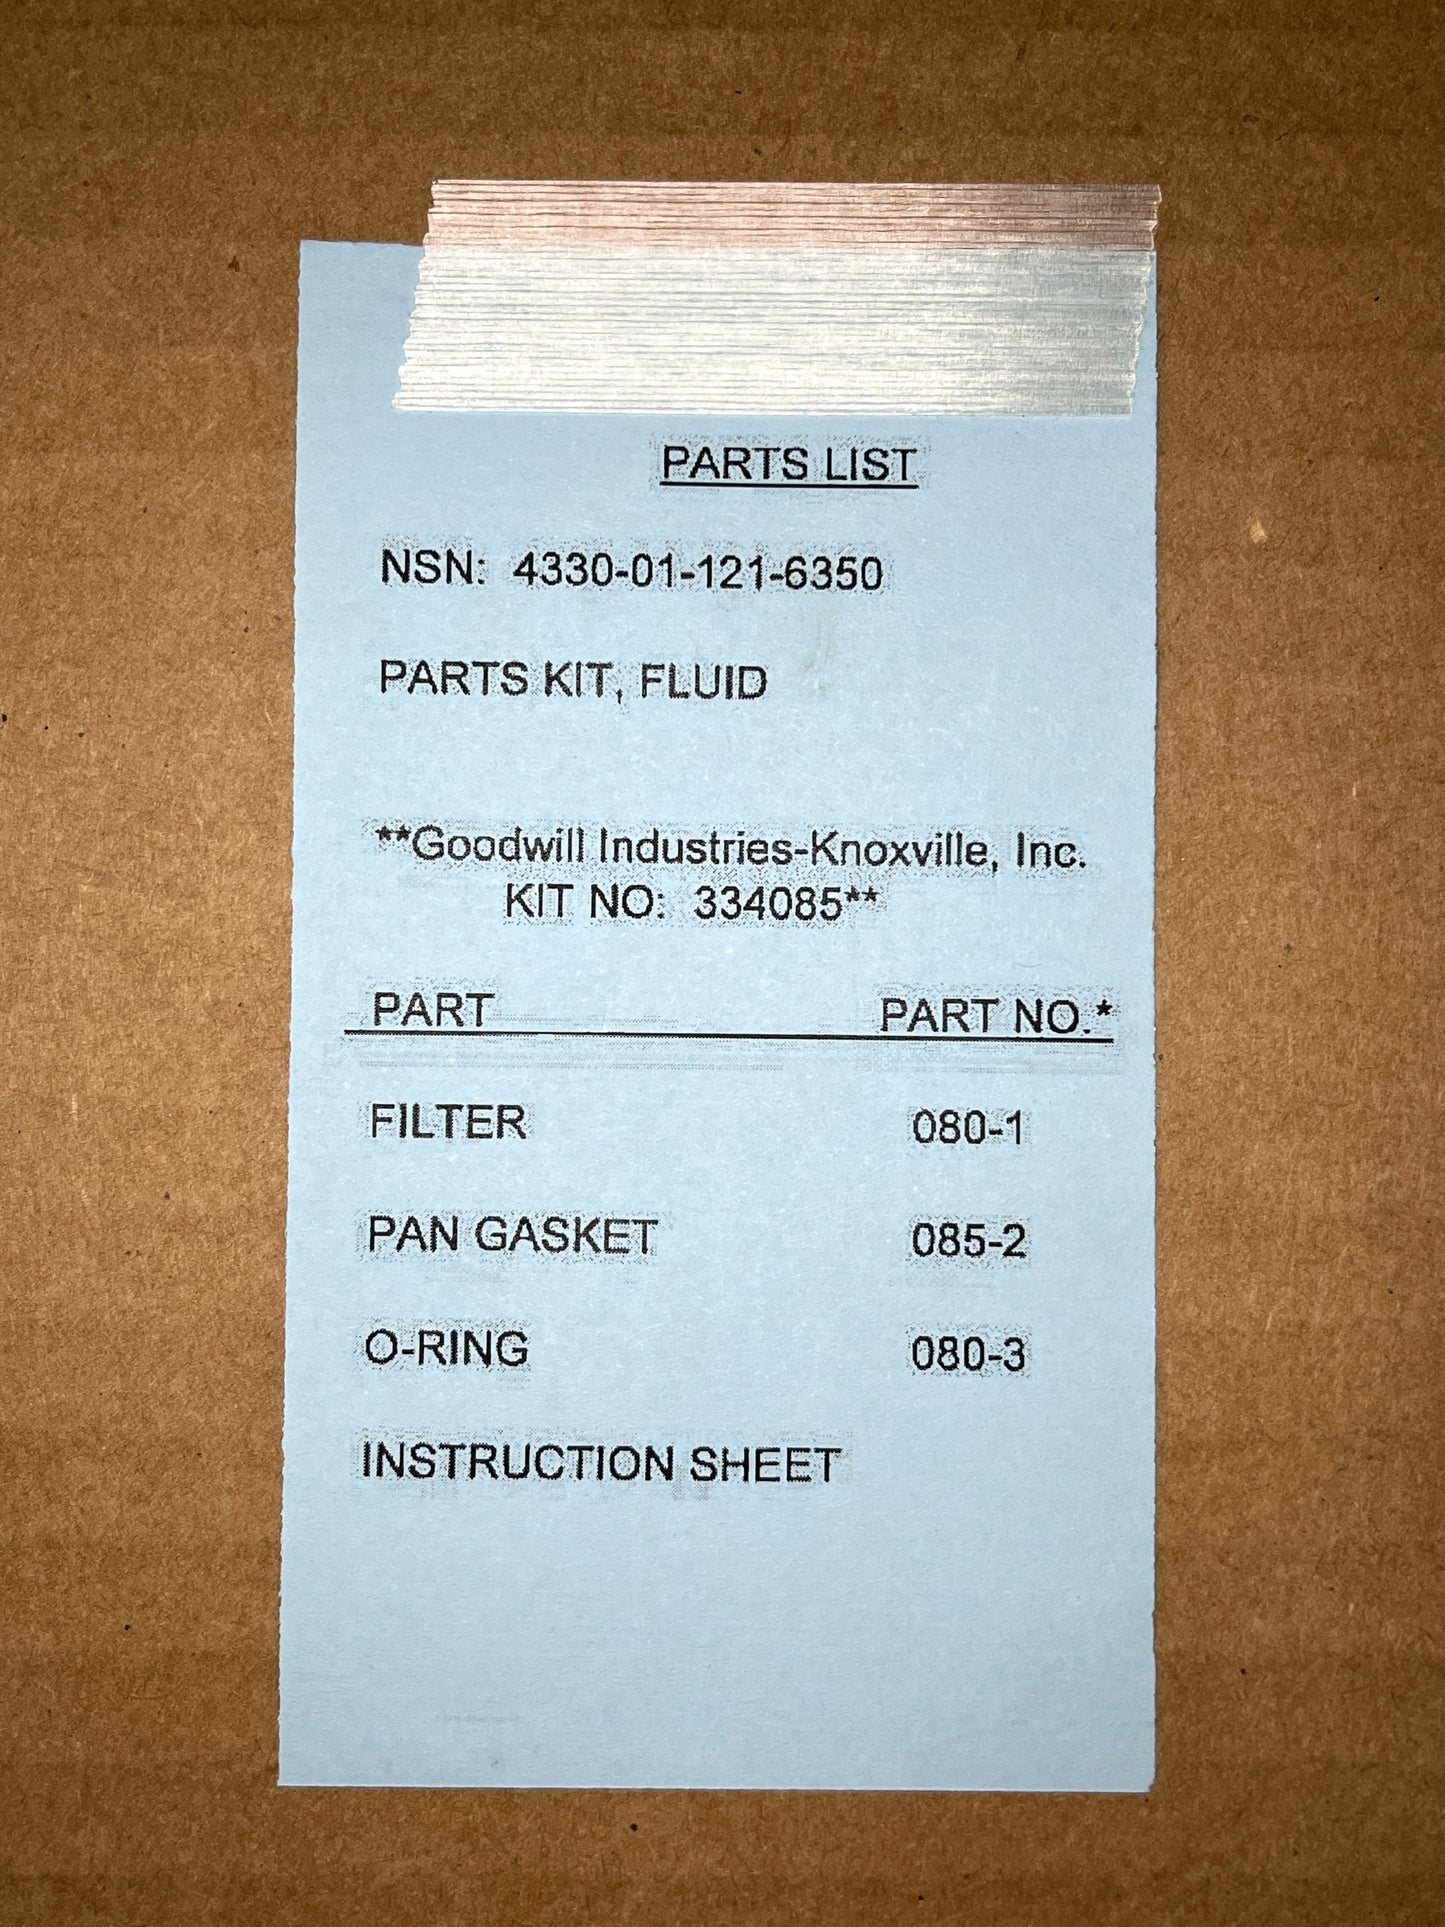 PARTS LIST
NSN: 4330-01-121-6350
PARTS KIT, FLUID
**Goodwill Industries-Knoxville, Inc.
KIT NO: 334085**
PART PART NO.*
FILTER 080-1
PAN GASKET 085-2
O-RING 080-3
INSTRUCTION SHEET